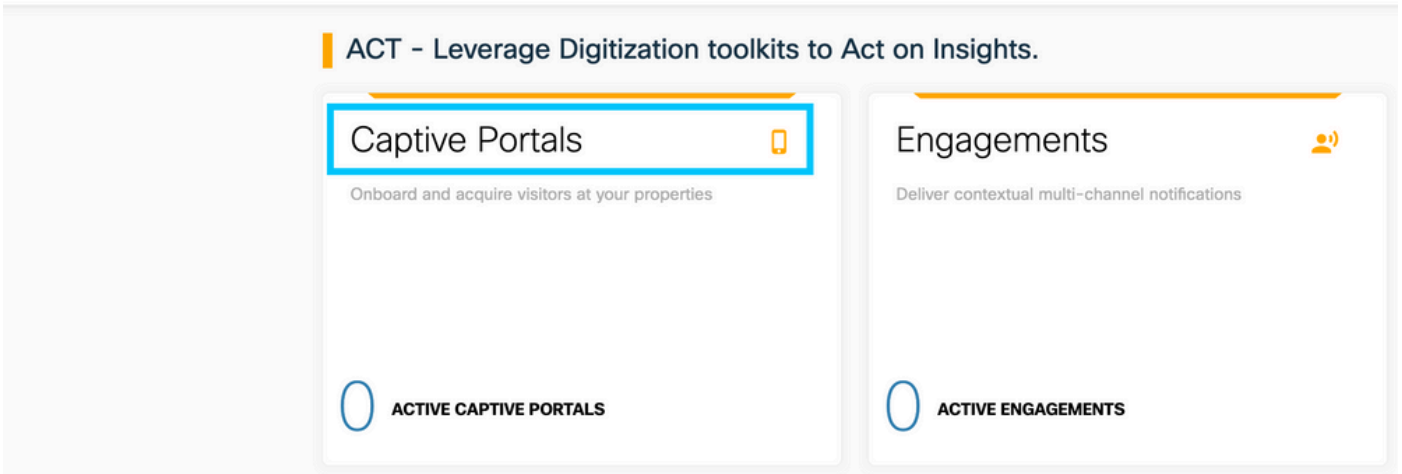 ACT - Leverage Digitization toolkits to Act on Insights.
Captive Portals
Onboard and acquire visitors at your properties
0 ACTIVE CAPTIVE PORTALS
Engagements
Deliver contextual multi-channel notifications
0 ACTIVE ENGAGEMENTS